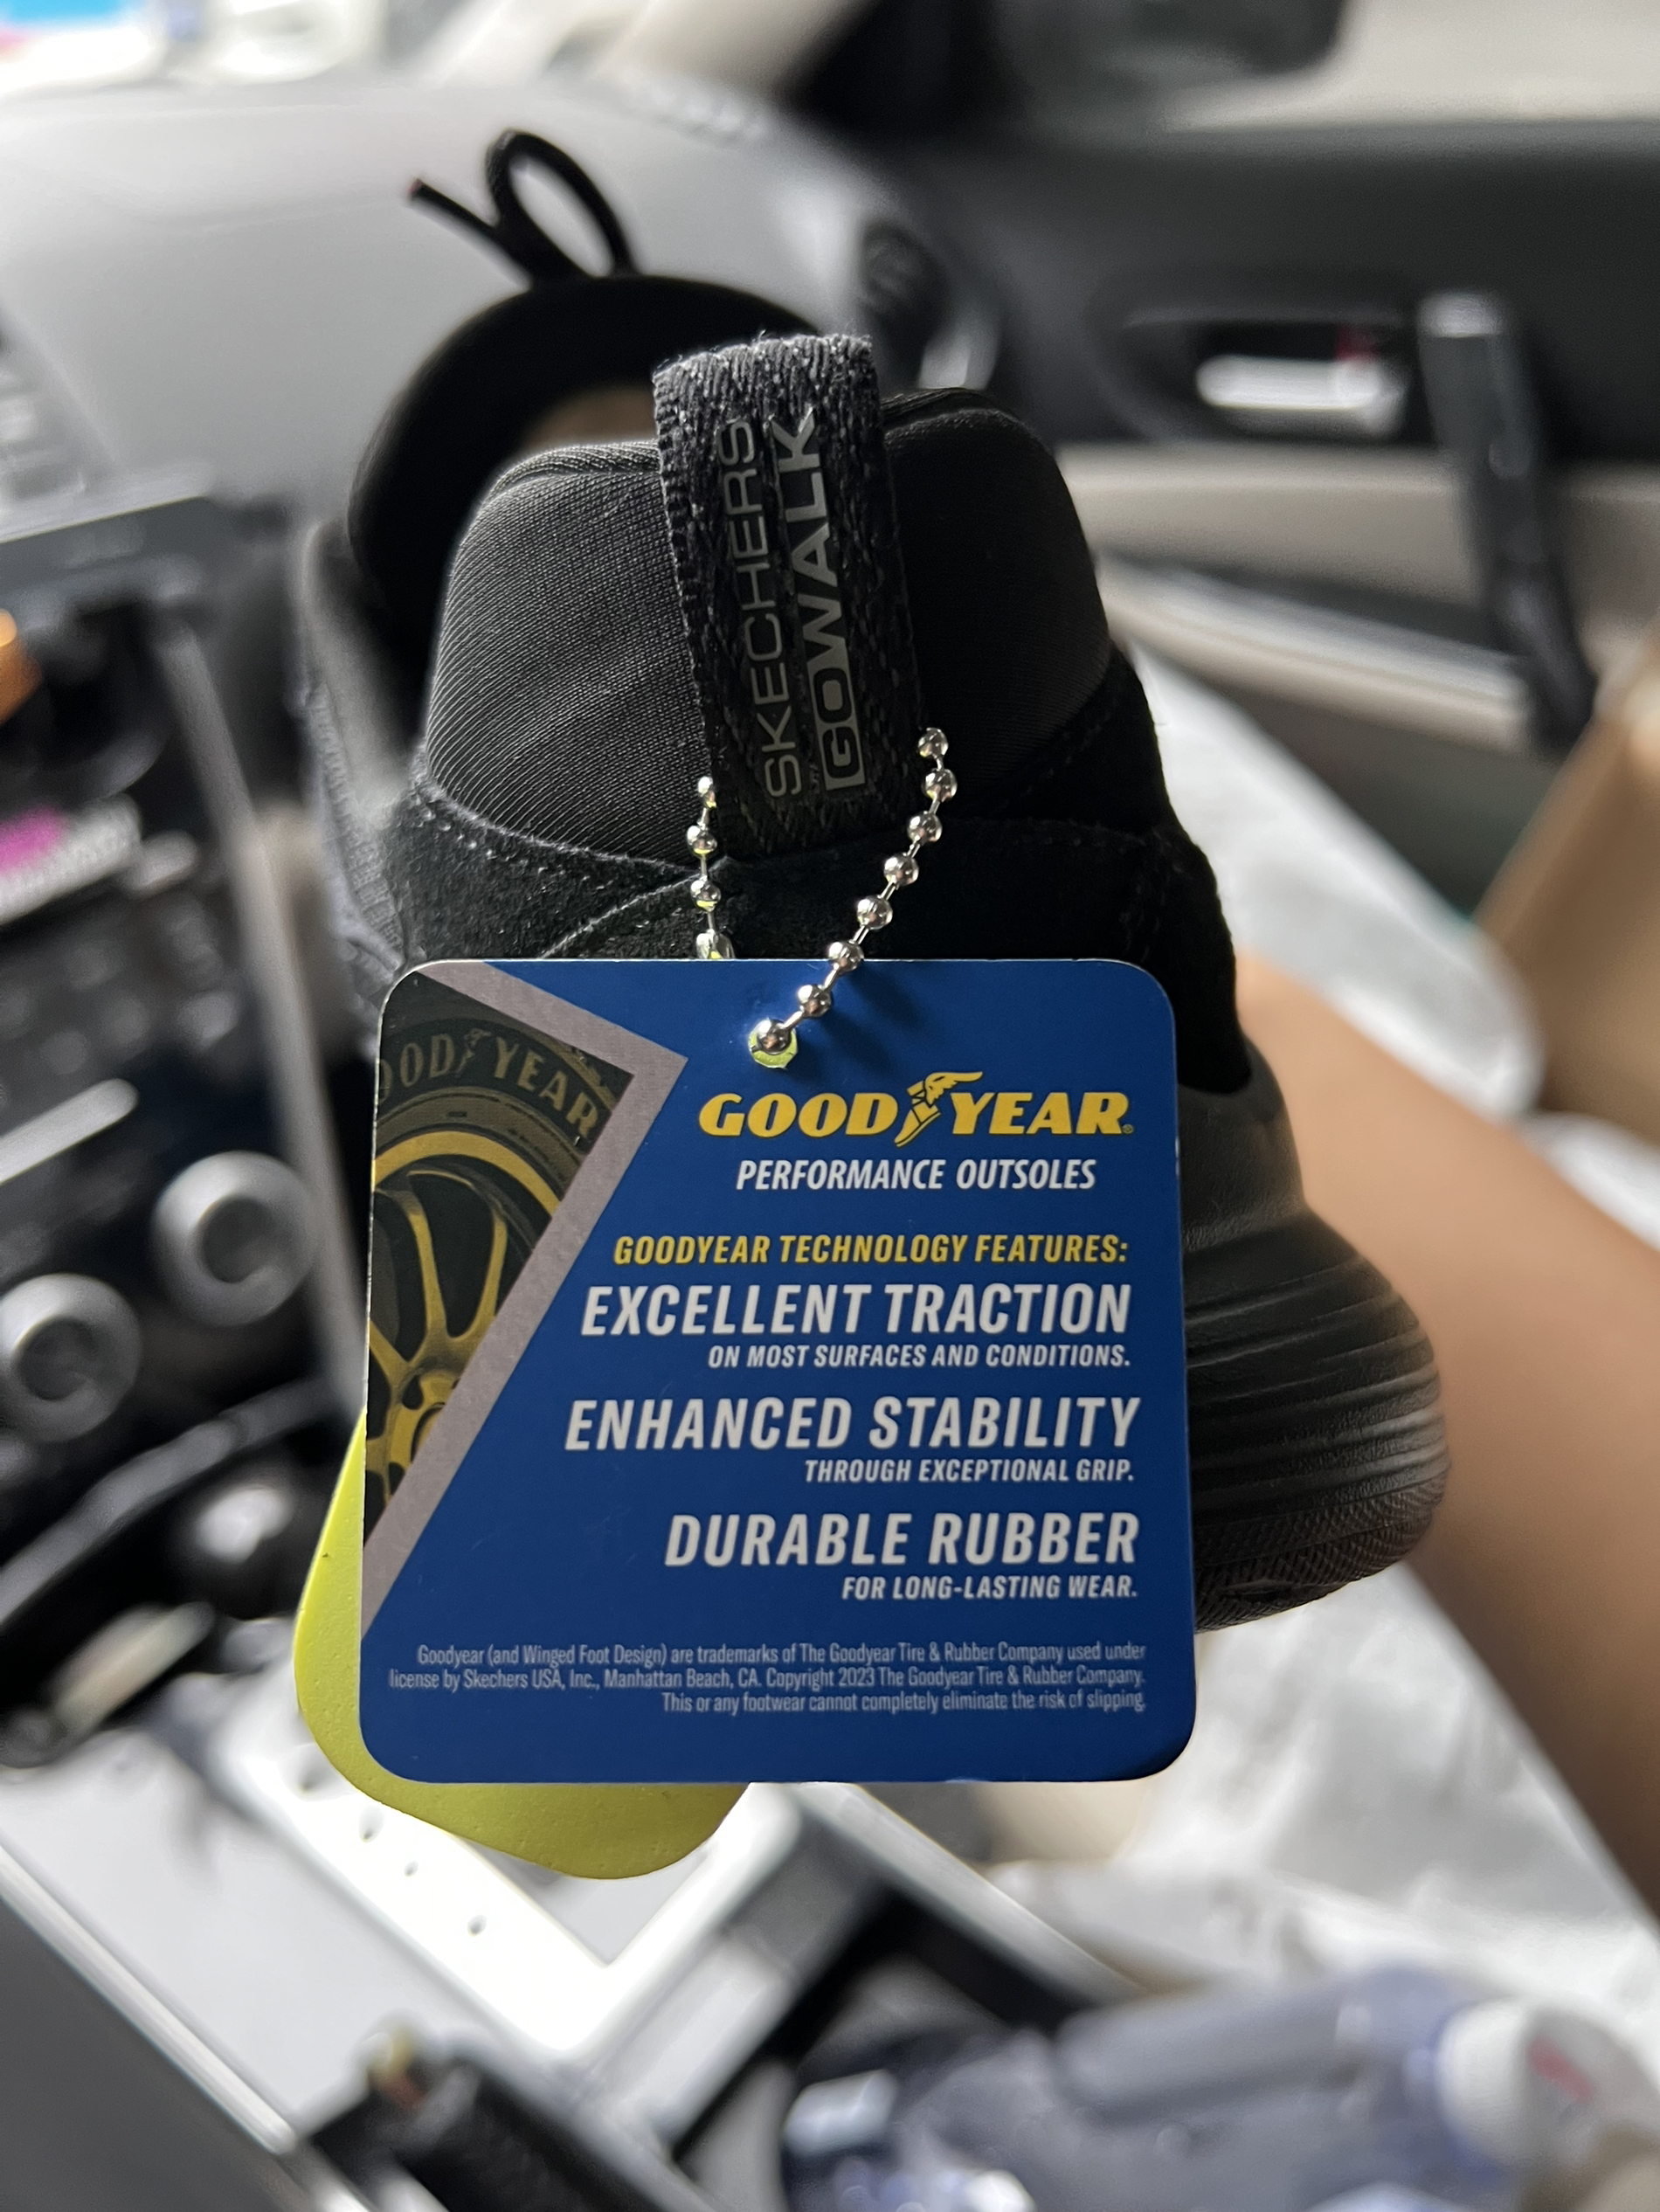 SKECHERS
GOWALK
GOODYEAR
GOODYEAR®
PERFORMANCE OUTSOLES
GOODYEAR TECHNOLOGY FEATURES:
EXCELLENT TRACTION
ON MOST SURFACES AND CONDITIONS.
ENHANCED STABILITY
THROUGH EXCEPTIONAL GRIP.
DURABLE RUBBER
FOR LONG-LASTING WEAR.
Goodyear (and Winged Foot Design) are trademarks of The Goodyear Tire & Rubber Company used under
license by Skechers USA, Inc., Manhattan Beach, CA. Copyright 2023 The Goodyear Tire & Rubber Company.
This or any footwear cannot completely eliminate the risk of slipping.